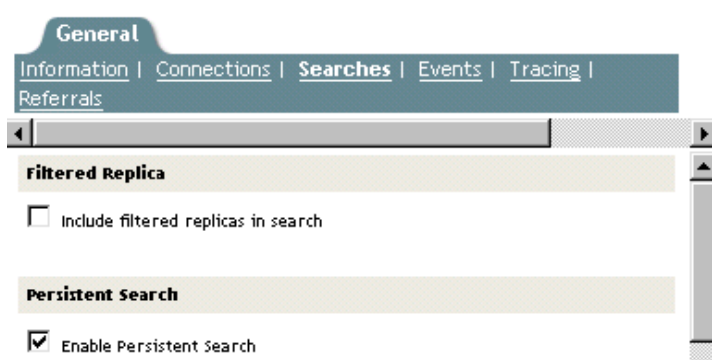 General
Information | Connections | Searches | Events | Tracing |
Referrals
Filtered Replica
Include filtered replicas in search
Persistent Search
Enable Persistent Search